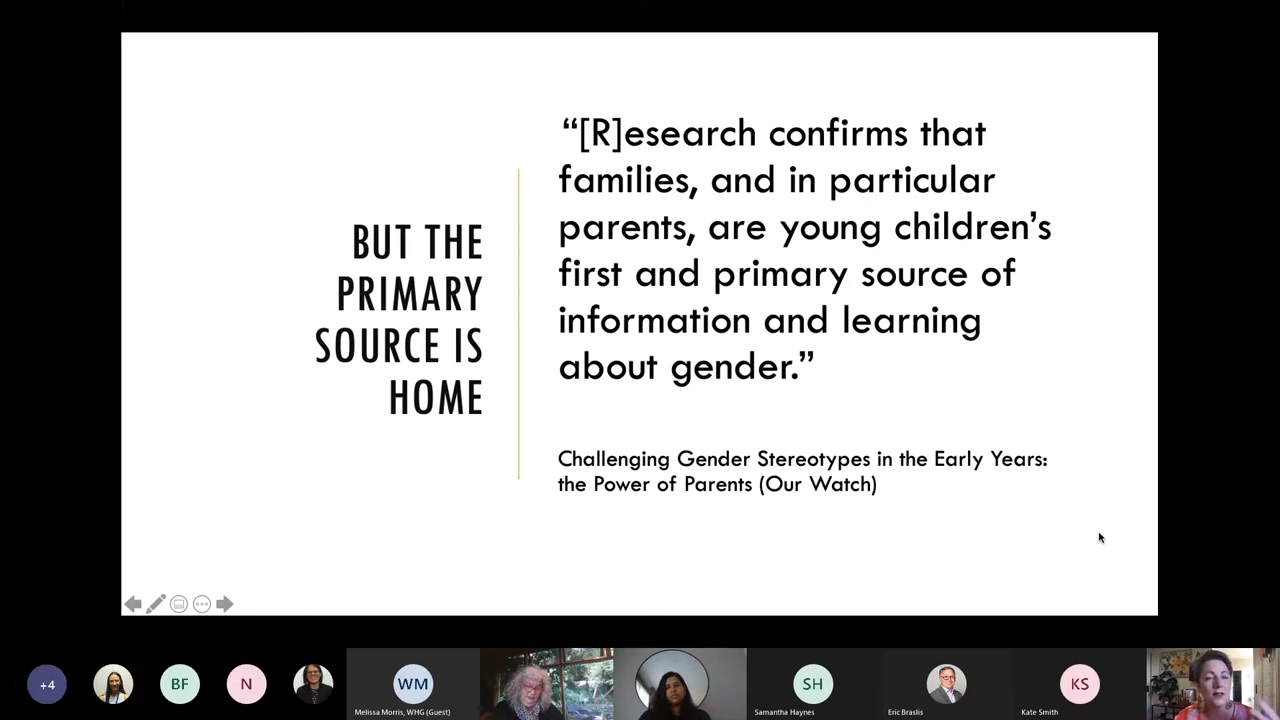 BUT THE
PRIMARY
SOURCE IS
HOME
“[R]esearch confirms that
families, and in particular
parents, are young children’s
first and primary source of
information and learning
about gender.”
Challenging Gender Stereotypes in the Early Years:
the Power of Parents (Our Watch)
+4
BF
N
WM
Melissa Morris, WHG (Guest)
SH
Samantha Haynes
Eric Braslis
KS
Kate Smith